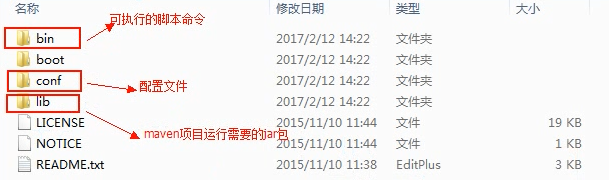 名称 修改日期 类型 大小
可执行的脚本命令
bin 2017/2/12 14:22 文件夹
boot 2017/2/12 14:22 文件夹
conf 2017/2/12 14:22 文件夹
配置文件
lib 2017/2/12 14:22 文件夹
LICENSE 2015/11/10 11:44 文件 19 KB
maven项目运行需要的jar包
NOTICE 2015/11/10 11:44 文件 1 KB
README.txt 2015/11/10 11:38 EditPlus 3 KB